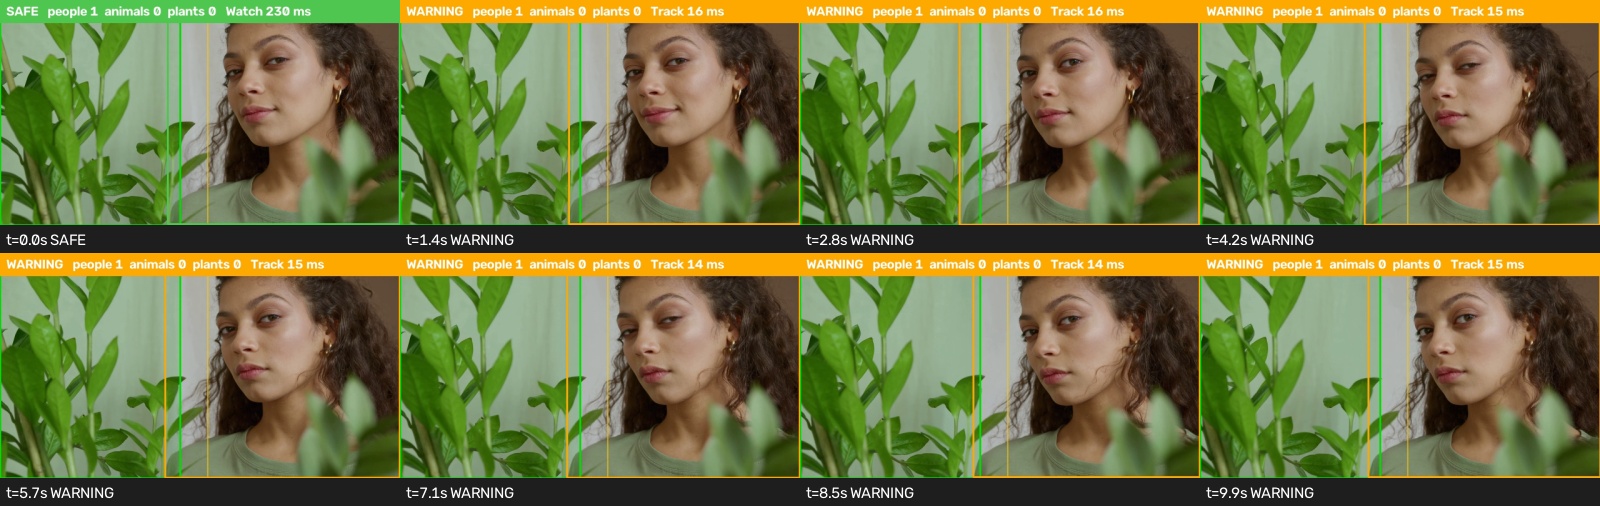 SAFE people 1 animals 0 plants 0 Watch 230 ms
WARNING people 1 animals 0 plants 0 Track 16 ms
WARNING people 1 animals 0 plants 0 Track 16 ms
WARNING people 1 animals 0 plants 0 Track 15 ms
t=0.0s SAFE
t=1.4s WARNING
t=2.8s WARNING
t=4.2s WARNING
WARNING people 1 animals 0 plants 0 Track 15 ms
WARNING people 1 animals 0 plants 0 Track 14 ms
WARNING people 1 animals 0 plants 0 Track 14 ms
WARNING people 1 animals 0 plants 0 Track 15 ms
t=5.7s WARNING
t=7.1s WARNING
t=8.5s WARNING
t=9.9s WARNING